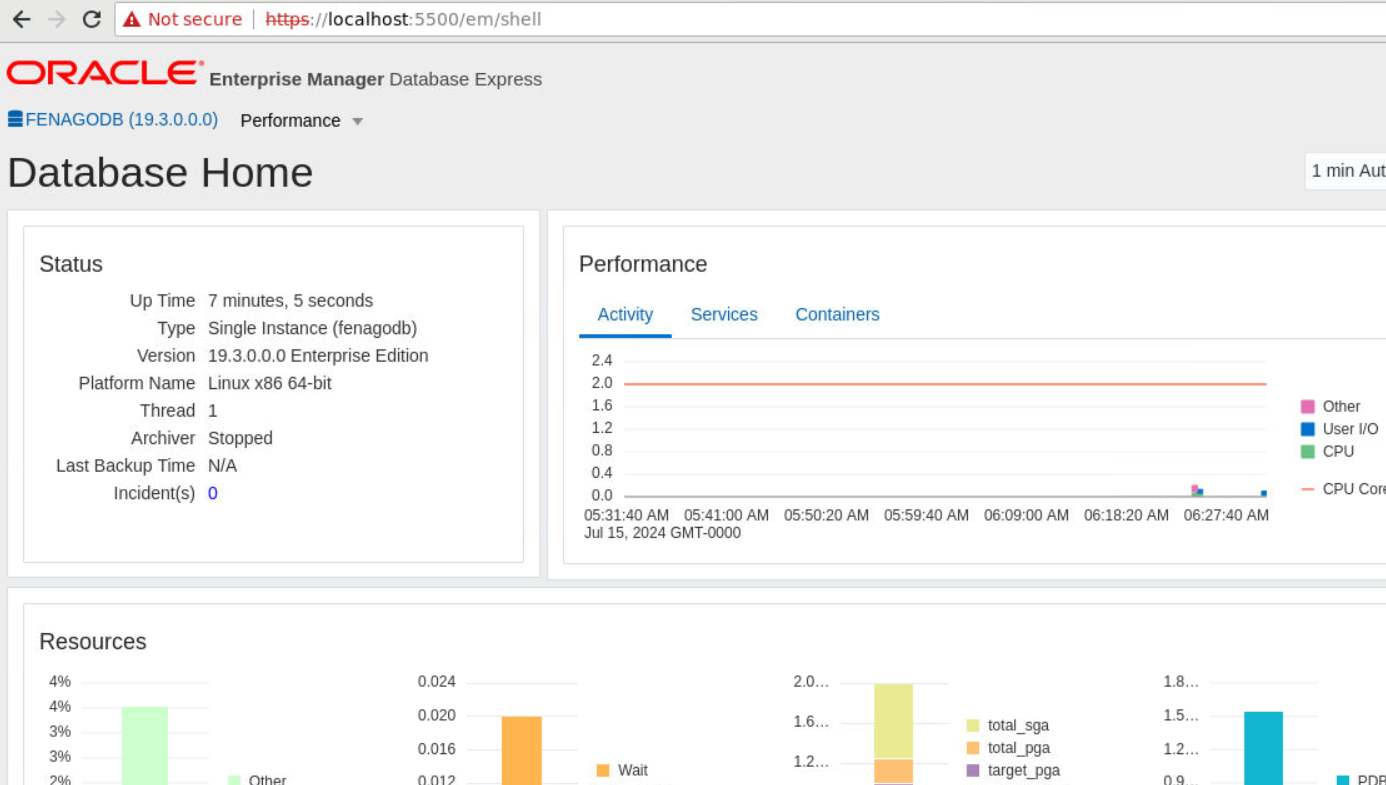 Not secure https://localhost:5500/em/shell
ORACLE® Enterprise Manager Database Express
FENAGODB (19.3.0.0.0) Performance
Database Home
1 min Aut
Status
Up Time 7 minutes, 5 seconds
Type Single Instance (fenagodb)
Version 19.3.0.0.0 Enterprise Edition
Platform Name Linux x86 64-bit
Thread 1
Archiver Stopped
Last Backup Time N/A
Incident(s) 0
Performance
Activity Services Containers
2.4
2.0
1.6
1.2
0.8
0.4
0.0
05:31:40 AM 05:41:00 AM 05:50:20 AM 05:59:40 AM 06:09:00 AM 06:18:20 AM 06:27:40 AM
Jul 15, 2024 GMT-0000
Other
User I/O
CPU
CPU Core
Resources
4%
4%
3%
3%
2%
Other
0.024
0.020
0.016
0.012
Wait
2.0...
1.6...
1.2...
total_sga
total_pga
target_pga
1.8...
1.5...
1.2...
0.9...
PDB